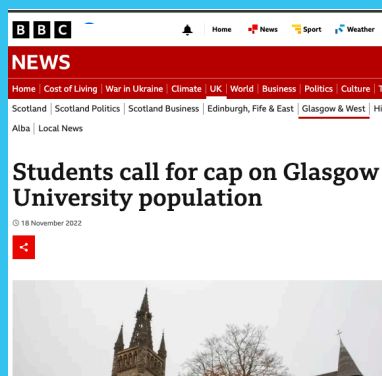 BBC
Home News Sport Weather
NEWS
Home Cost of Living War in Ukraine Climate UK World Business Politics Culture
Scotland Scotland Politics Scotland Business Edinburgh, Fife & East Glasgow & West
Alba Local News
Students call for cap on Glasgow
University population
18 November 2022